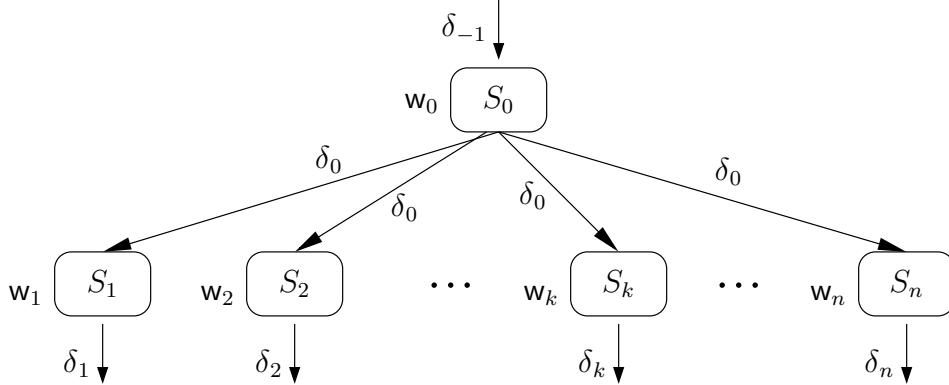 δ₋₁
w₀ S₀
δ₀ δ₀ δ₀ δ₀
w₁ S₁ w₂ S₂ ⋯ wₖ Sₖ ⋯ wₙ Sₙ
δ₁ δ₂ δₖ δₙ